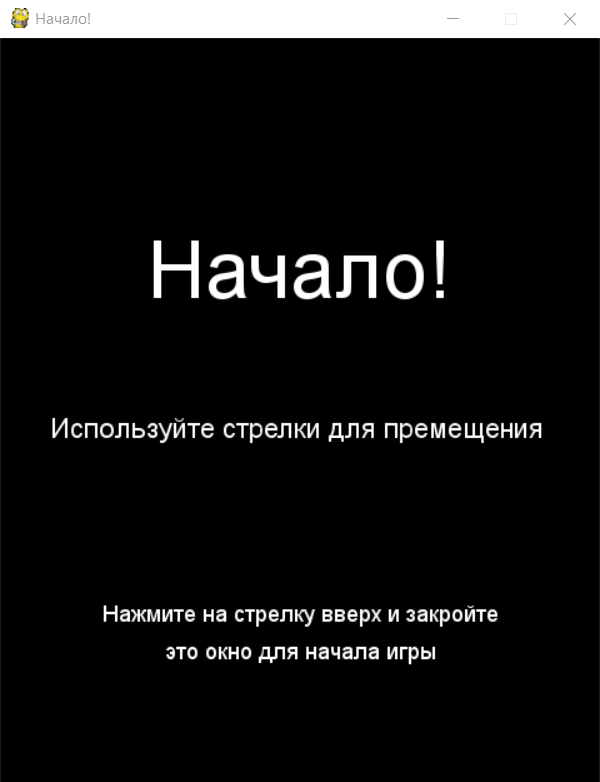 Начало!
Начало!
Используйте стрелки для премещения
Нажмите на стрелку вверх и закройте
это окно для начала игры